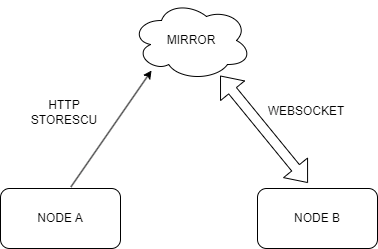 MIRROR
HTTP
STORESCU
WEBSOCKET
NODE A
NODE B